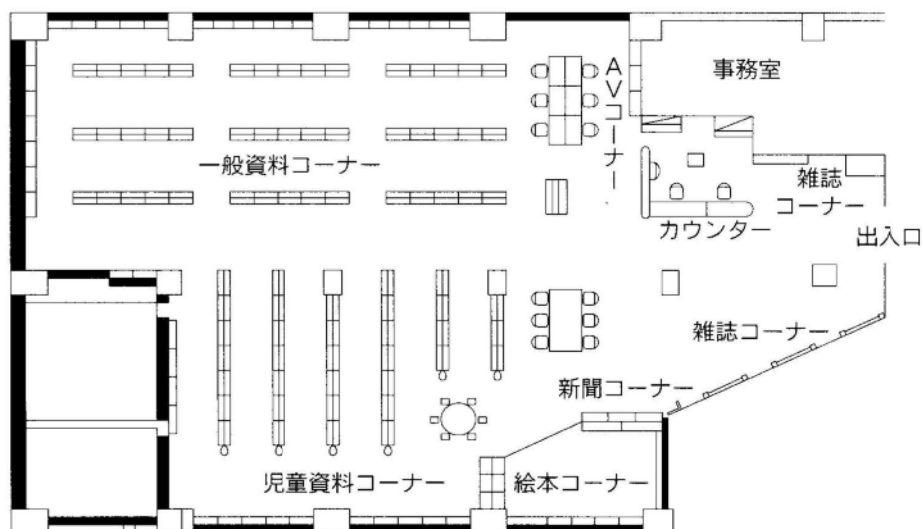 事務室
AVコーナー
一般資料コーナー
雑誌
コーナー
カウンター
出入口
雑誌コーナー
新聞コーナー
児童資料コーナー
絵本コーナー